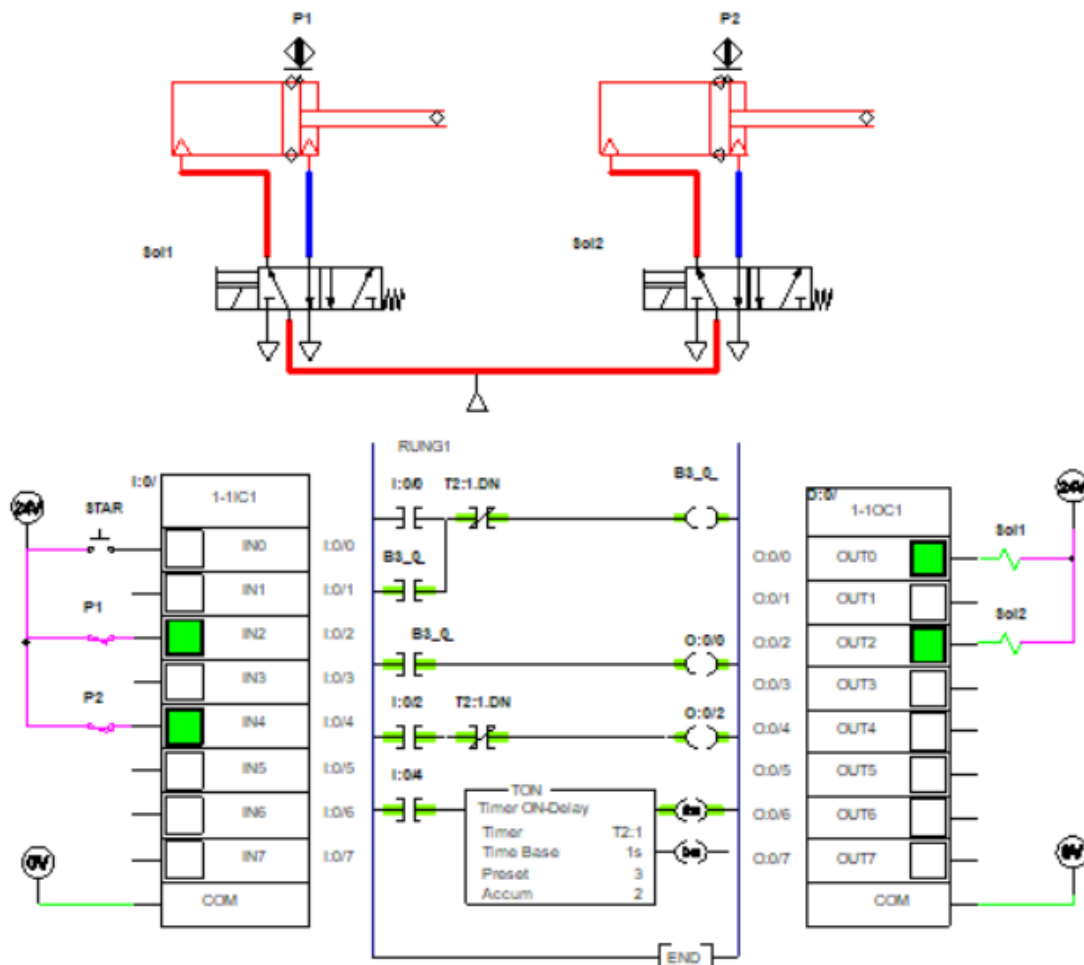 P1 P2
Sol1 Sol2
RUNG1
I:0/ 1-1IC1
24V
STAR
IN0 I:0/0
IN1 I:0/1
P1
IN2 I:0/2
IN3 I:0/3
P2
IN4 I:0/4
IN5 I:0/5
IN6 I:0/6
IN7 I:0/7
0V
COM
I:0/0 T2:1.DN B3_0_
B3_0_
B3_0_ O:0/0
I:0/2 T2:1.DN O:0/2
I:0/4
TON
Timer ON-Delay
Timer T2:1
Time Base 1s
Preset 3
Accum 2
END
O:0/ 1-1OC1
24V
Sol1
O:0/0 OUT0
O:0/1 OUT1
Sol2
O:0/2 OUT2
O:0/3 OUT3
O:0/4 OUT4
O:0/5 OUT5
O:0/6 OUT6
O:0/7 OUT7
0V
COM